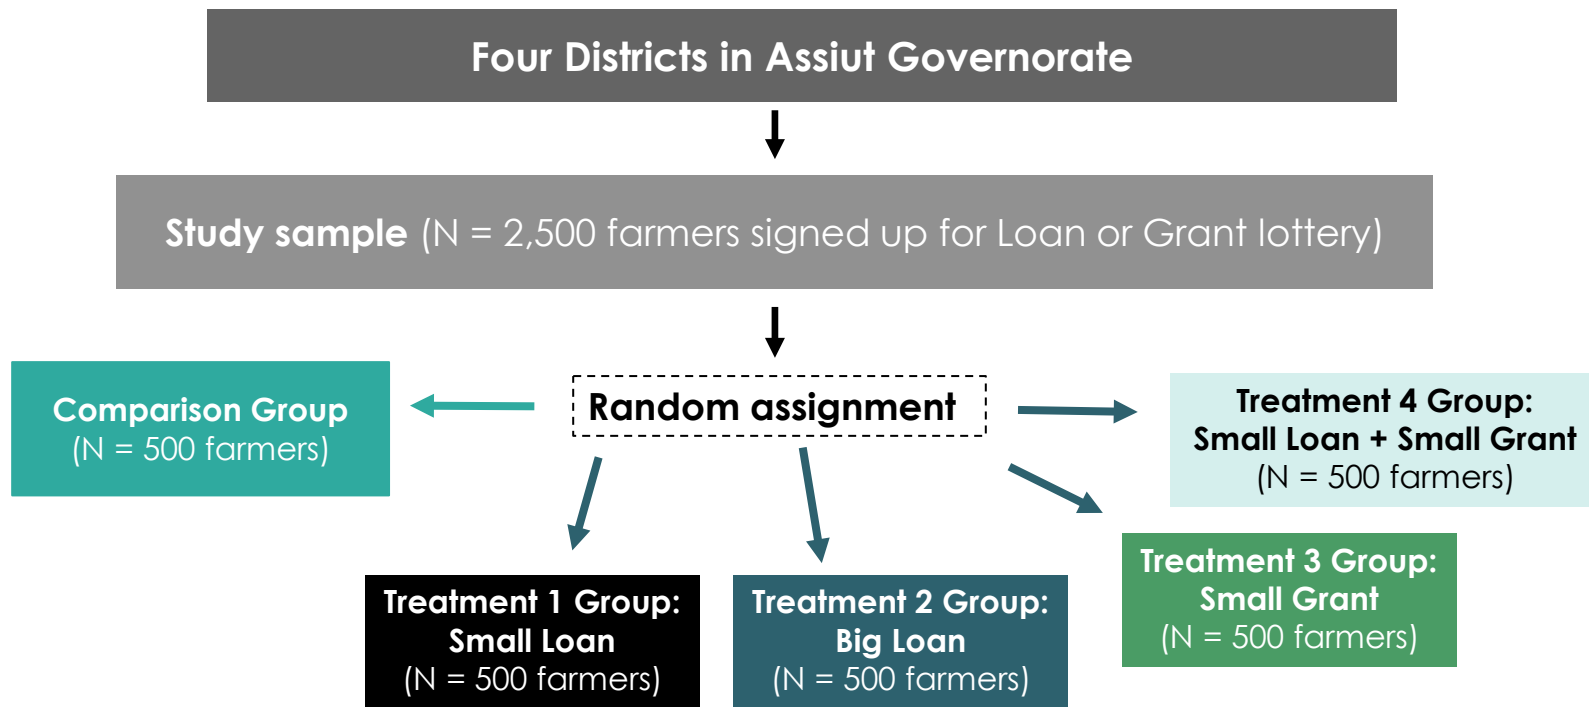 Four Districts in Assiut Governorate
Study sample (N = 2,500 farmers signed up for Loan or Grant lottery)
Random assignment
Comparison Group
(N = 500 farmers)
Treatment 1 Group:
Small Loan
(N = 500 farmers)
Treatment 2 Group:
Big Loan
(N = 500 farmers)
Treatment 3 Group:
Small Grant
(N = 500 farmers)
Treatment 4 Group:
Small Loan + Small Grant
(N = 500 farmers)